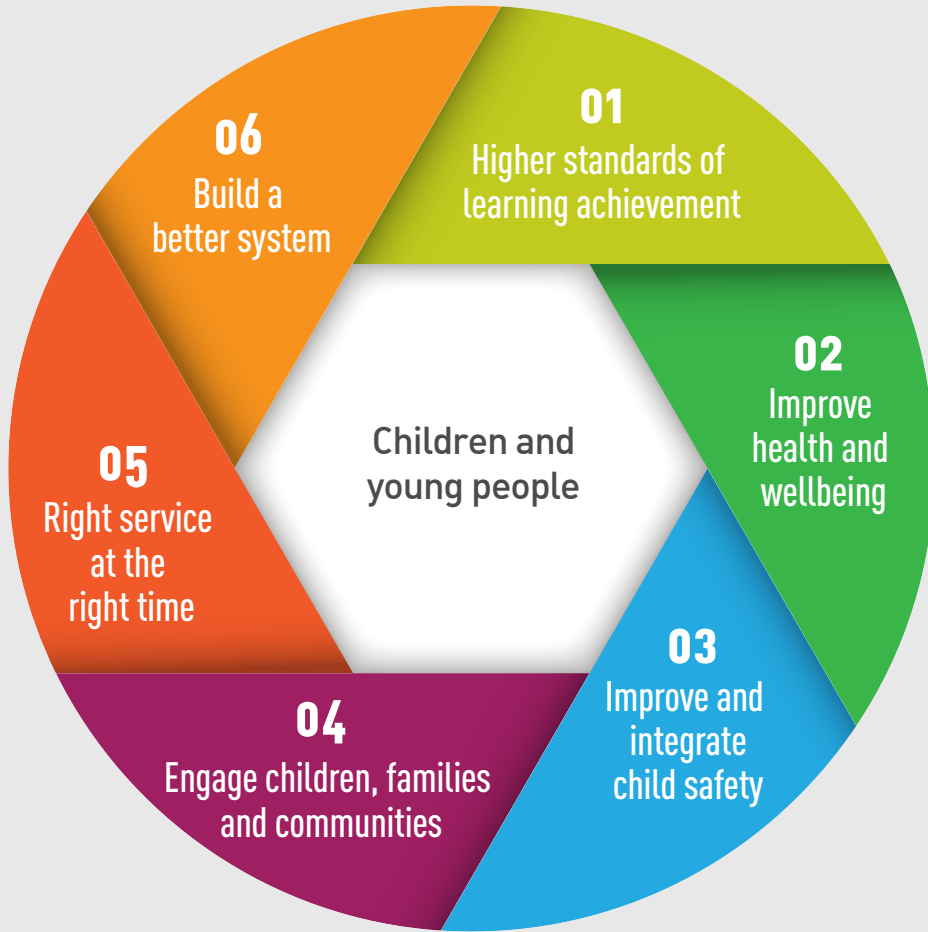 01
Higher standards of
learning achievement
02
Improve
health and
wellbeing
03
Improve and
integrate
child safety
04
Engage children, families
and communities
05
Right service
at the
right time
06
Build a
better system
Children and
young people